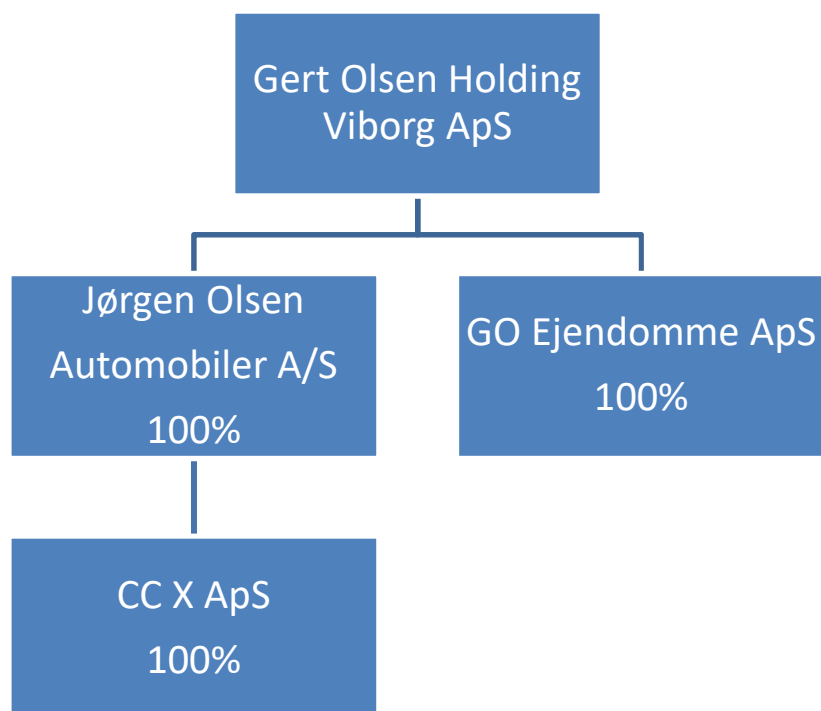 Gert Olsen Holding
Viborg ApS
Jørgen Olsen
Automobiler A/S
100%
GO Ejendomme ApS
100%
CC X ApS
100%